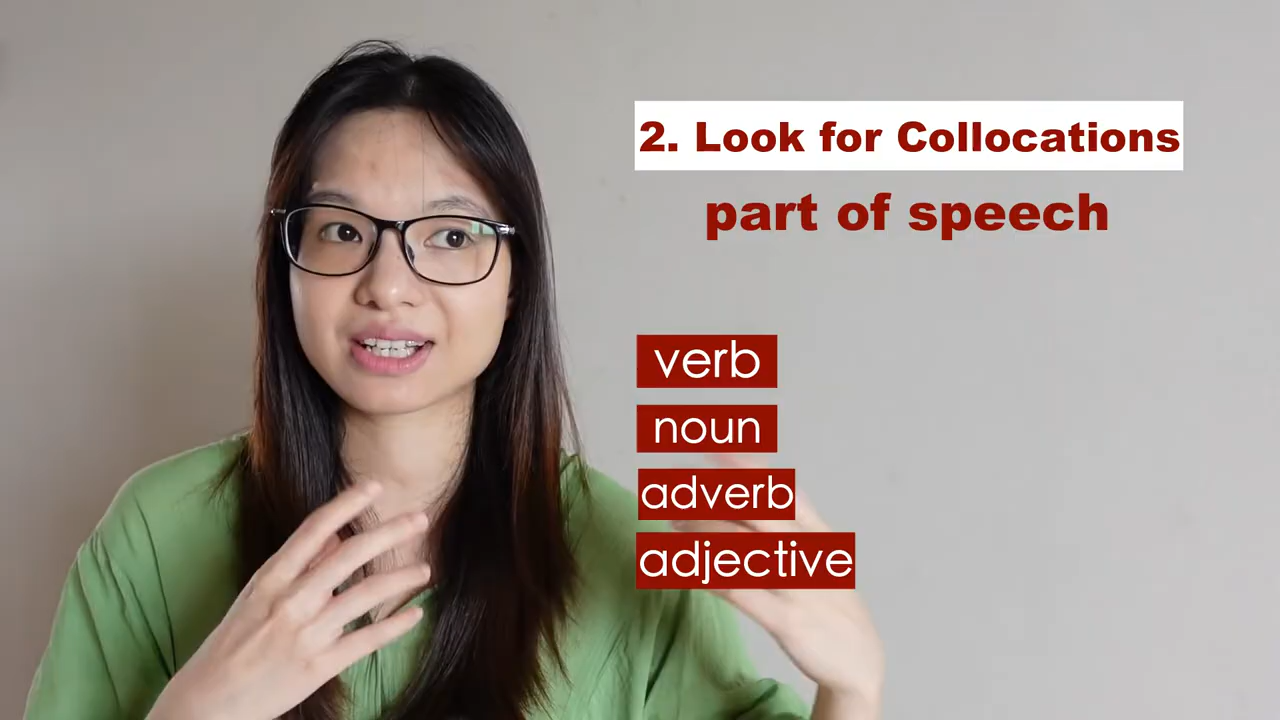 2. Look for Collocations
part of speech
verb
noun
adverb
adjective